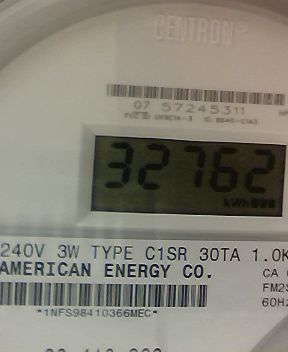 CENTRON®
07 57245311
32762
kWh
240V 3W TYPE C1SR 30TA 1.0K
AMERICAN ENERGY CO.
CA
FM2S
60HZ
*1NFS98410366MEC*